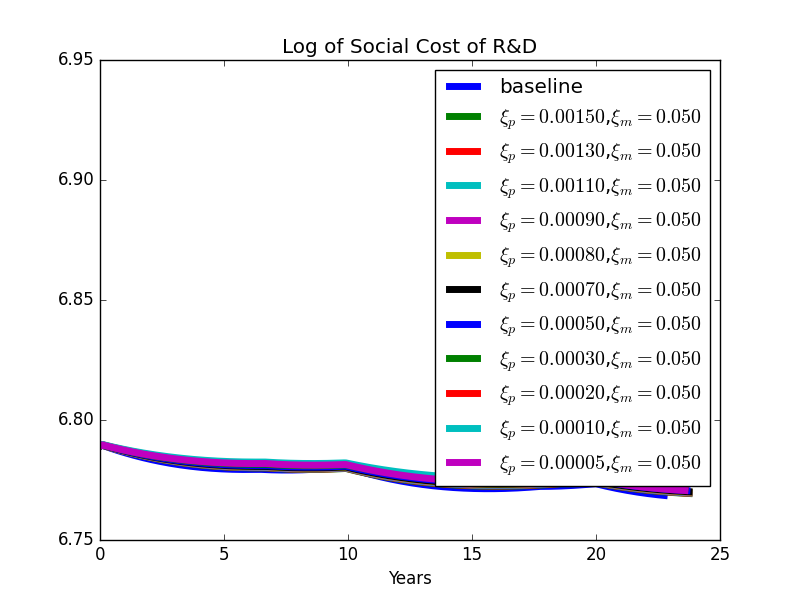 Log of Social Cost of R&D
6.95
6.90
6.85
6.80
6.75
baseline
ξp = 0.00150,ξm = 0.050
ξp = 0.00130,ξm = 0.050
ξp = 0.00110,ξm = 0.050
ξp = 0.00090,ξm = 0.050
ξp = 0.00080,ξm = 0.050
ξp = 0.00070,ξm = 0.050
ξp = 0.00050,ξm = 0.050
ξp = 0.00030,ξm = 0.050
ξp = 0.00020,ξm = 0.050
ξp = 0.00010,ξm = 0.050
ξp = 0.00005,ξm = 0.050
0 5 10 15 20 25
Years